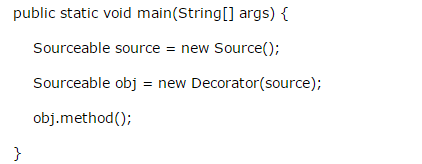 public static void main(String[] args) {
Sourceable source = new Source();
Sourceable obj = new Decorator(source);
obj.method();
}